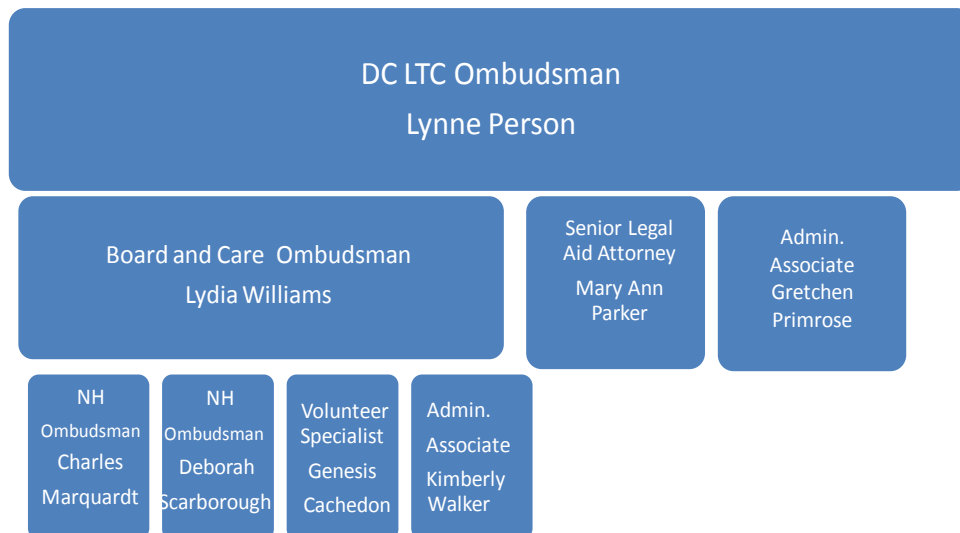 DC LTC Ombudsman
Lynne Person
Board and Care Ombudsman
Lydia Williams
Senior Legal
Aid Attorney
Mary Ann
Parker
Admin.
Associate
Gretchen
Primrose
NH
Ombudsman
Charles
Marquardt
NH
Ombudsman
Deborah
Scarborough
Volunteer
Specialist
Genesis
Cachedon
Admin.
Associate
Kimberly
Walker